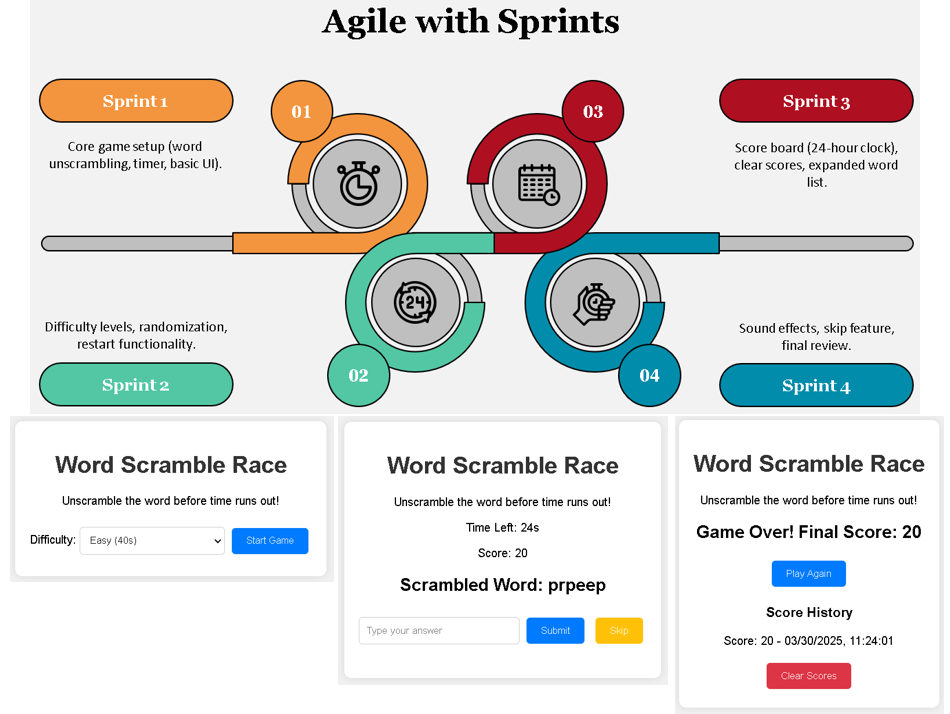 Agile with Sprints
Sprint 1
01
03
Sprint 3
Core game setup (word
unscrambling, timer, basic UI).
Score board (24-hour clock),
clear scores, expanded word
list.
24
Difficulty levels, randomization,
restart functionality.
Sound effects, skip feature,
final review.
Sprint 2
02
04
Sprint 4
Word Scramble Race
Unscramble the word before time runs out!
Difficulty:
Easy (40s)
Start Game
Word Scramble Race
Unscramble the word before time runs out!
Time Left: 24s
Score: 20
Scrambled Word: prpeep
Type your answer
Submit
Skip
Word Scramble Race
Unscramble the word before time runs out!
Game Over! Final Score: 20
Play Again
Score History
Score: 20 - 03/30/2025, 11:24:01
Clear Scores